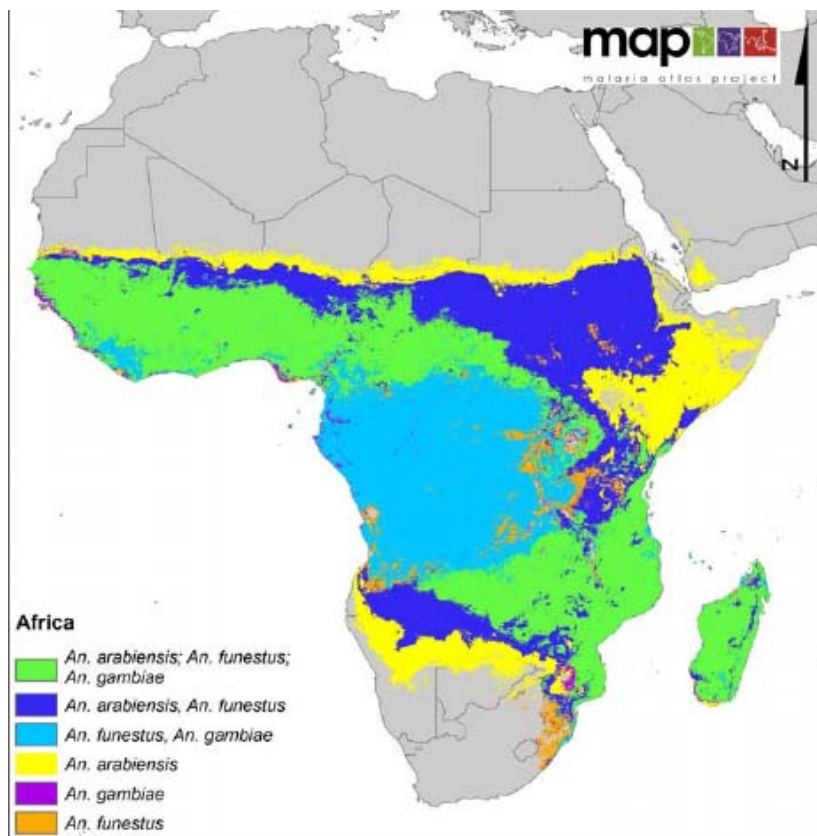 map
malaria atlas project
N
Africa
An. arabiensis; An. funestus;
An. gambiae
An. arabiensis, An. funestus
An. funestus, An. gambiae
An. arabiensis
An. gambiae
An. funestus